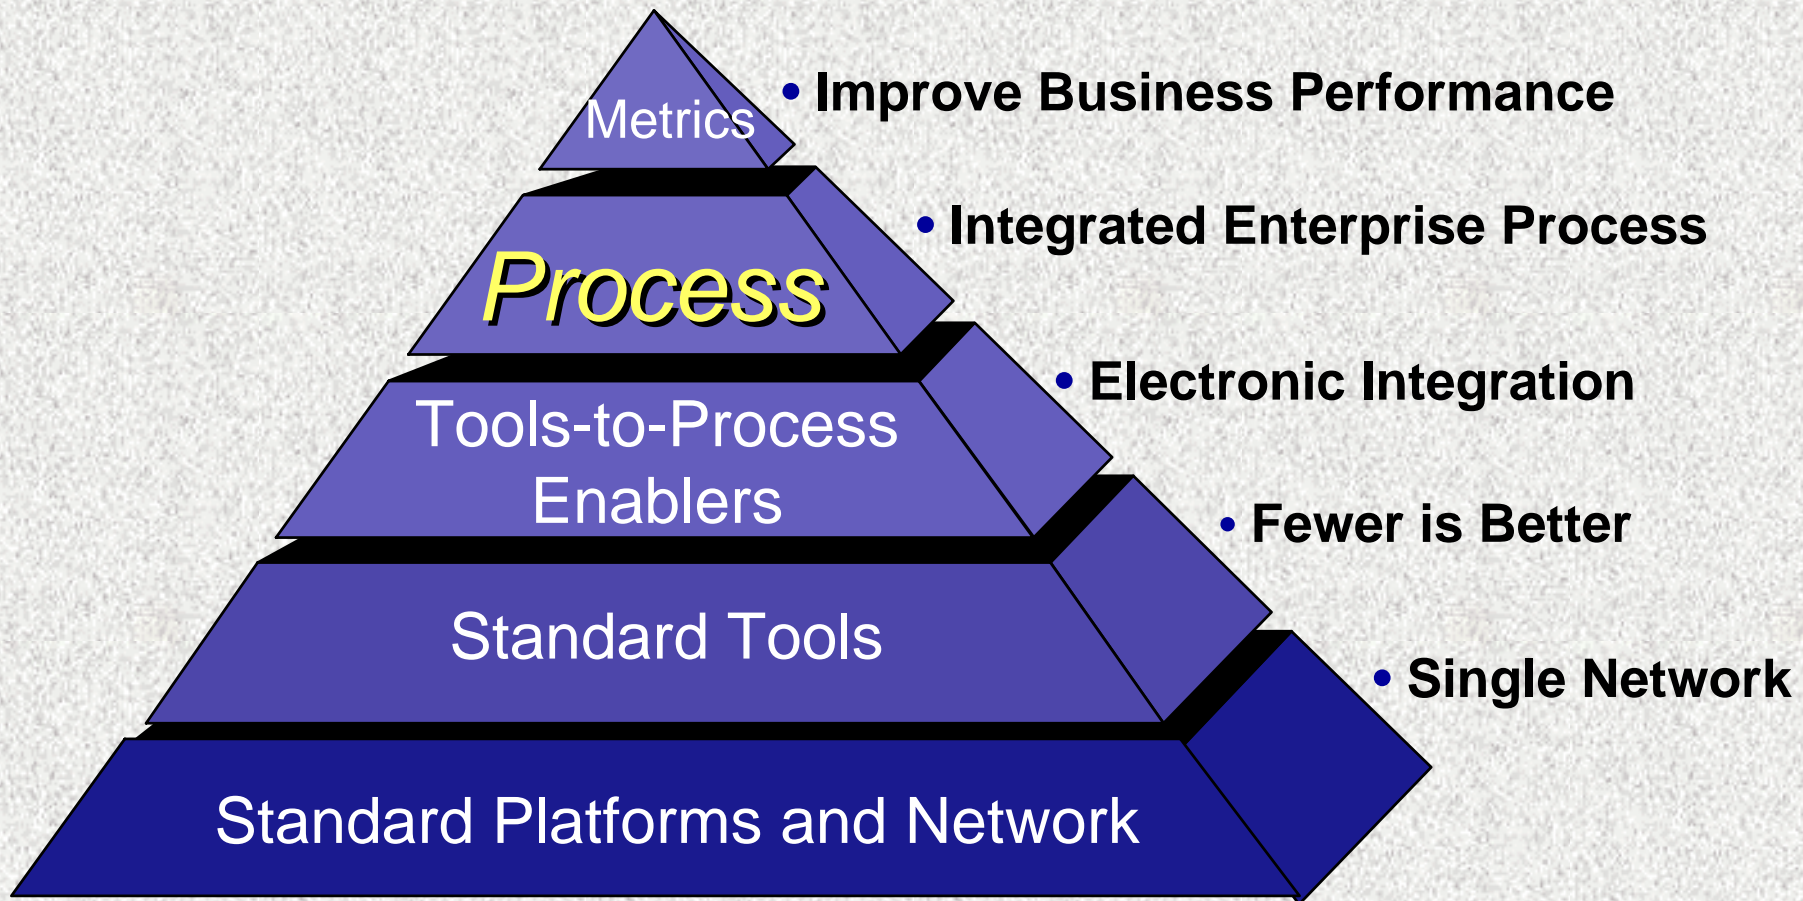 Metrics
• Improve Business Performance
Process
• Integrated Enterprise Process
Tools-to-Process
Enablers
• Electronic Integration
Standard Tools
• Fewer is Better
Standard Platforms and Network
• Single Network